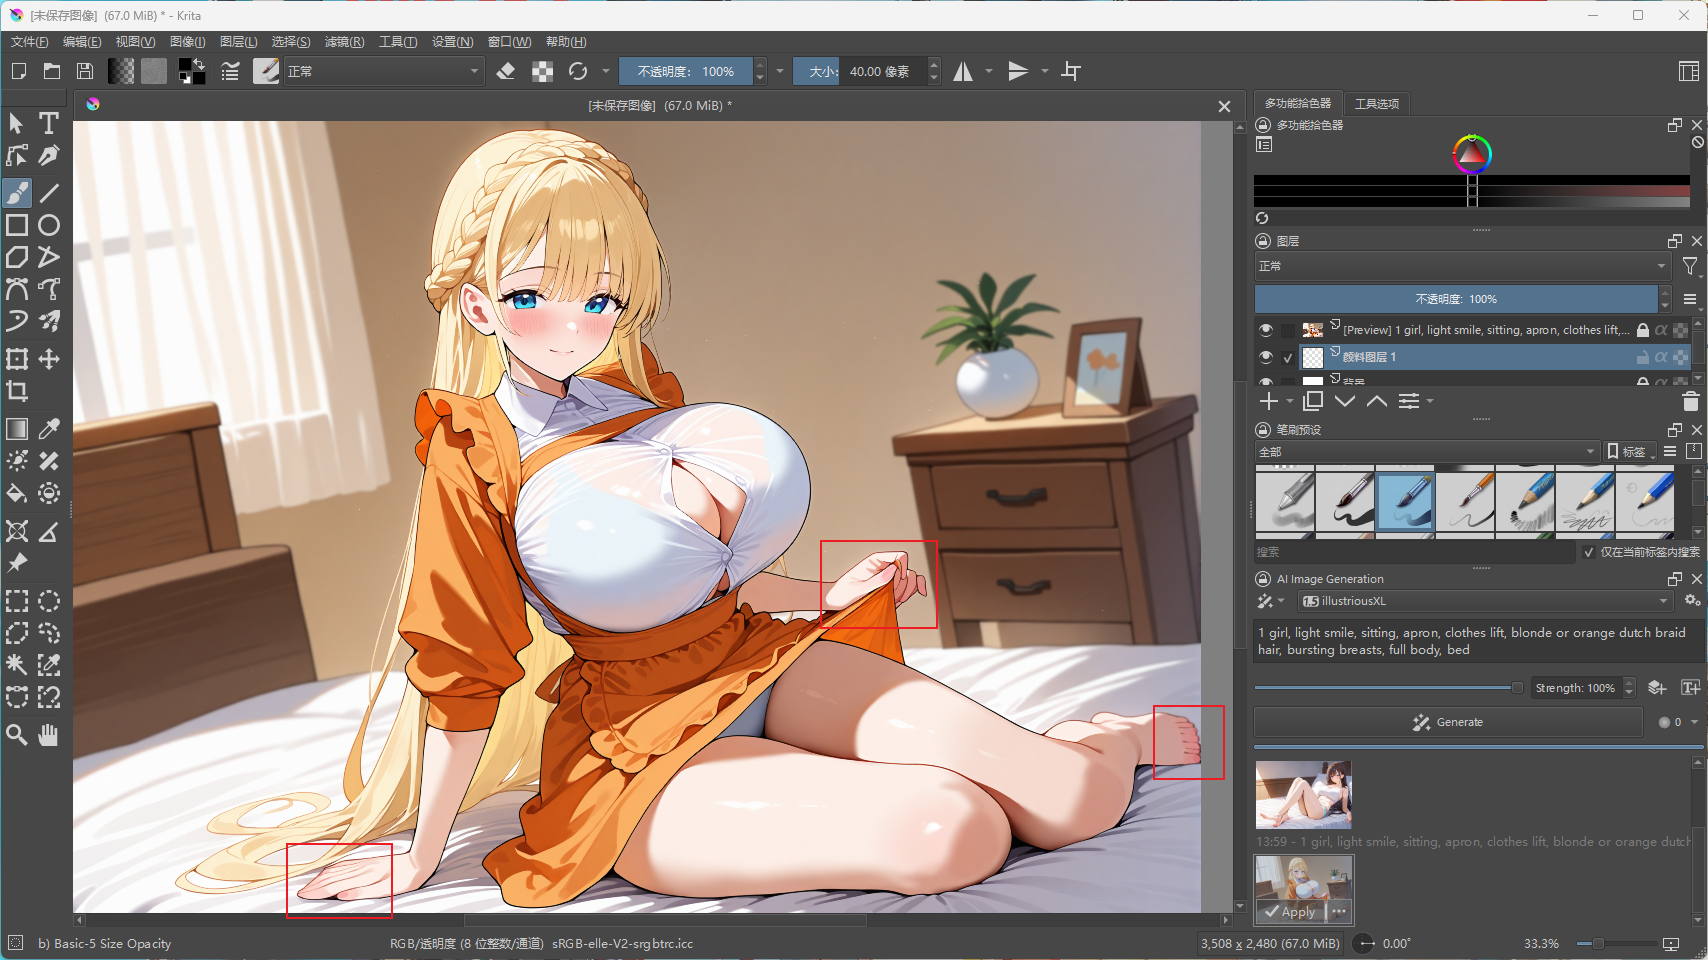 [未保存图像] (67.0 MiB) * - Krita
文件(F) 编辑(E) 视图(V) 图像(I) 图层(L) 选择(S) 滤镜(R) 工具(T) 设置(N) 窗口(W) 帮助(H)
正常
不透明度: 100%
大小: 40.00 像素
[未保存图像] (67.0 MiB) *
多功能拾色器 工具选项
多功能拾色器
图层
正常
不透明度: 100%
[Preview] 1 girl, light smile, sitting, apron, clothes lift,...
颜料图层 1
背景
笔刷预设
全部
标签
搜索
仅在当前标签内搜索
AI Image Generation
1.5 illustriousXL
1 girl, light smile, sitting, apron, clothes lift, blonde or orange dutch braid
hair, bursting breasts, full body, bed
Strength: 100%
Generate
0
13:59 - 1 girl, light smile, sitting, apron, clothes lift, blonde or orange dutch
Apply
b) Basic-5 Size Opacity
RGB/透明度 (8 位整数/通道) sRGB-elle-V2-srgbtrc.icc
3,508 x 2,480 (67.0 MiB)
0.00°
33.3%